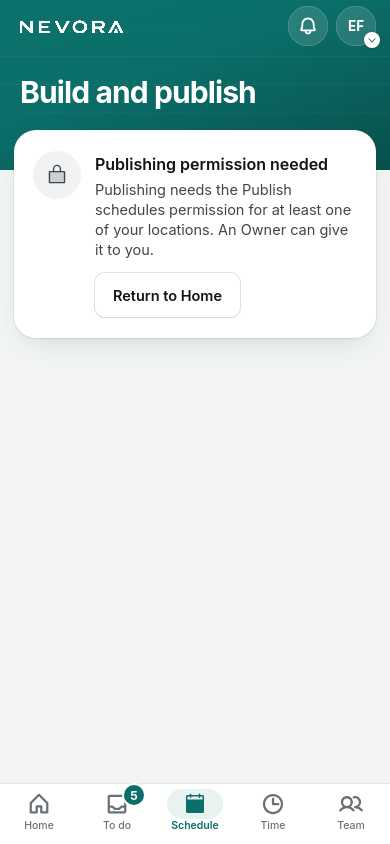 NEVORA
EF
Build and publish
Publishing permission needed
Publishing needs the Publish
schedules permission for at least one
of your locations. An Owner can give
it to you.
Return to Home
5
Home
To do
Schedule
Time
Team